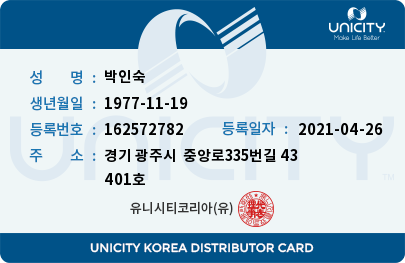 UNICITY
Make Life Better
성 명 : 박인숙
생년월일 : 1977-11-19
등록번호 : 162572782 등록일자 : 2021-04-26
주 소 : 경기 광주시 중앙로335번길 43
401호
유니시티코리아(유)
UNICITY
TM
UNICITY KOREA DISTRIBUTOR CARD